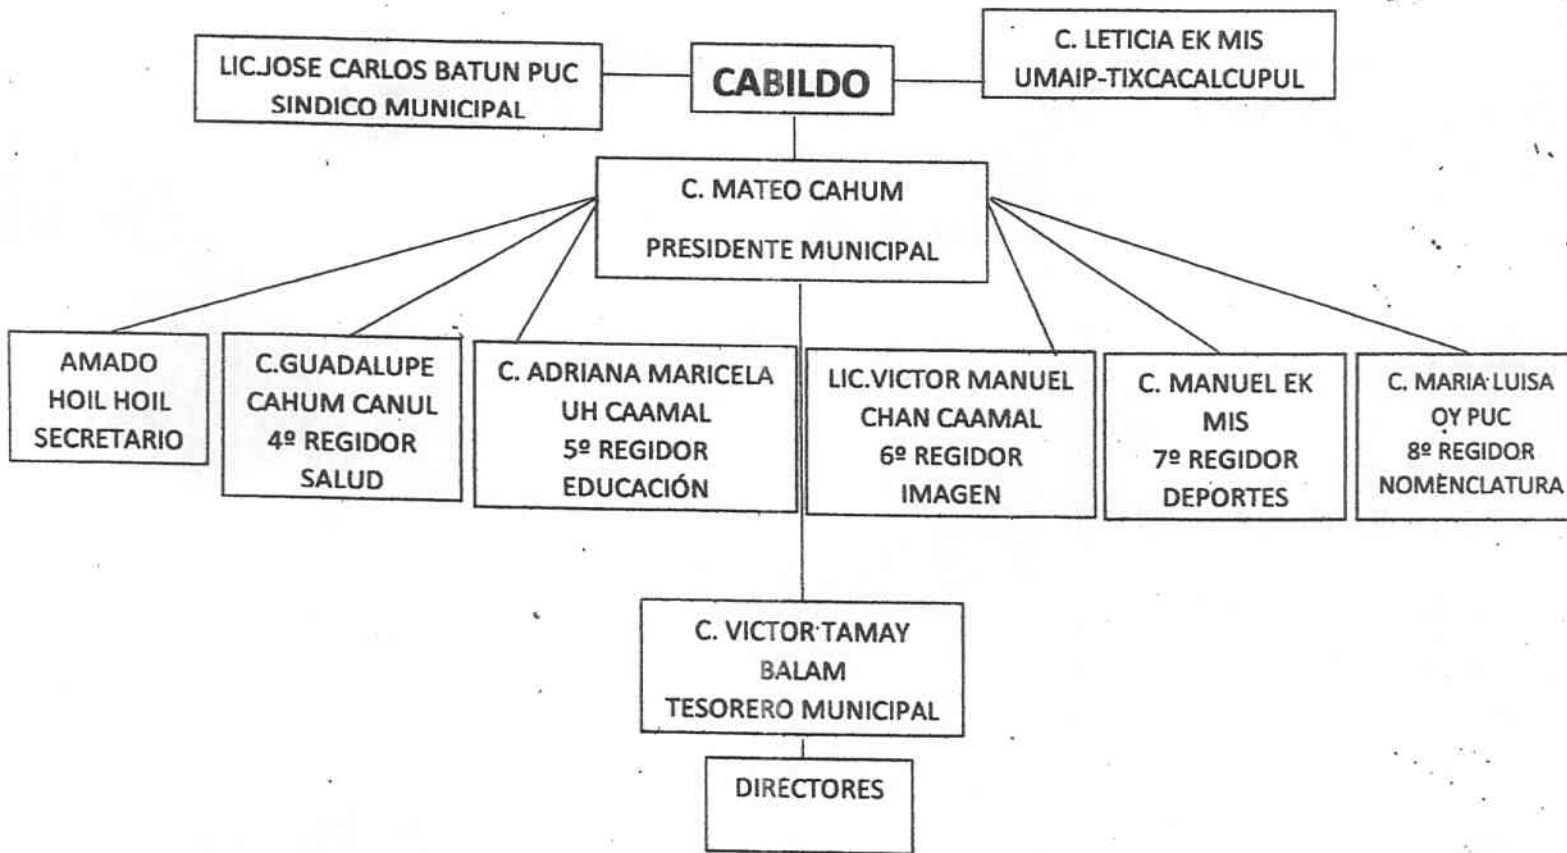 LIC.JOSE CARLOS BATUN PUC
SINDICO MUNICIPAL
CABILDO
C. LETICIA EK MIS
UMAIP-TIXCACALCUPUL
C. MATEO CAHUM
PRESIDENTE MUNICIPAL
AMADO
HOIL HOIL
SECRETARIO
C.GUADALUPE
CAHUM CANUL
4º REGIDOR
SALUD
C. ADRIANA MARICELA
UH CAAMAL
5º REGIDOR
EDUCACIÓN
LIC.VICTOR MANUEL
CHAN CAAMAL
6º REGIDOR
IMAGEN
C. MANUEL EK
MIS
7º REGIDOR
DEPORTES
C. MARIA LUISA
OY PUC
8º REGIDOR
NOMENCLATURA
C. VICTOR TAMAY
BALAM
TESORERO MUNICIPAL
DIRECTORES